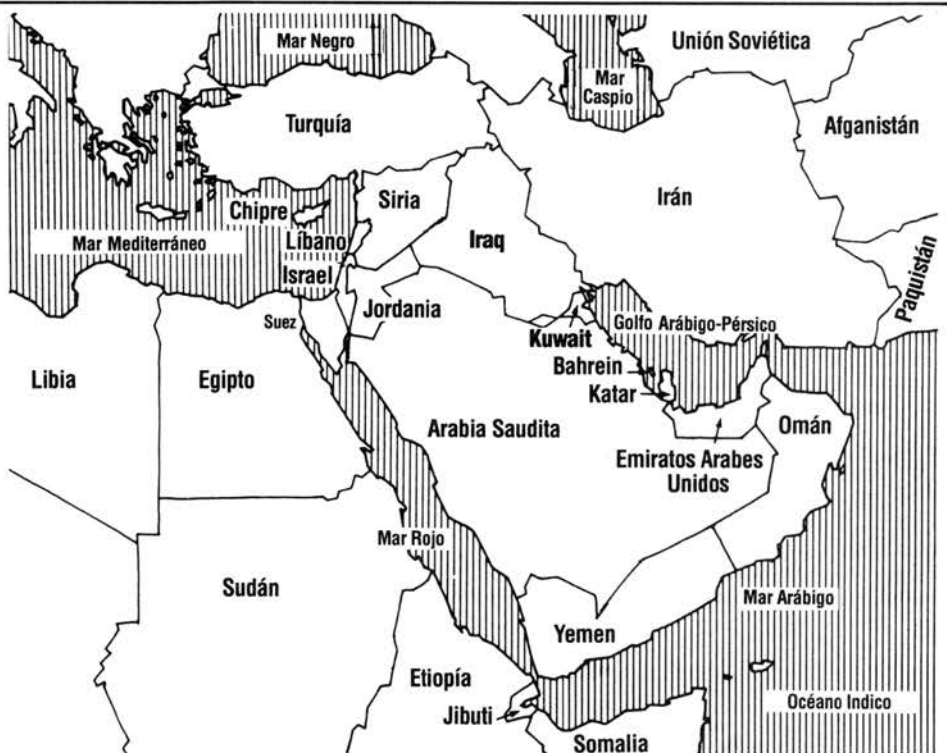 Mar Negro
Unión Soviética
Mar
Caspio
Turquía
Afganistán
Chipre
Siria
Irán
Mar Mediterráneo
Líbano
Iraq
Israel
Jordania
Paquistán
Suez
Kuwait
Golfo Arábigo-Pérsico
Libia
Egipto
Bahrein
Katar
Arabia Saudita
Omán
Emiratos Arabes
Unidos
Mar Rojo
Sudán
Mar Arábigo
Yemen
Etiopía
Jibuti
Océano Indico
Somalia